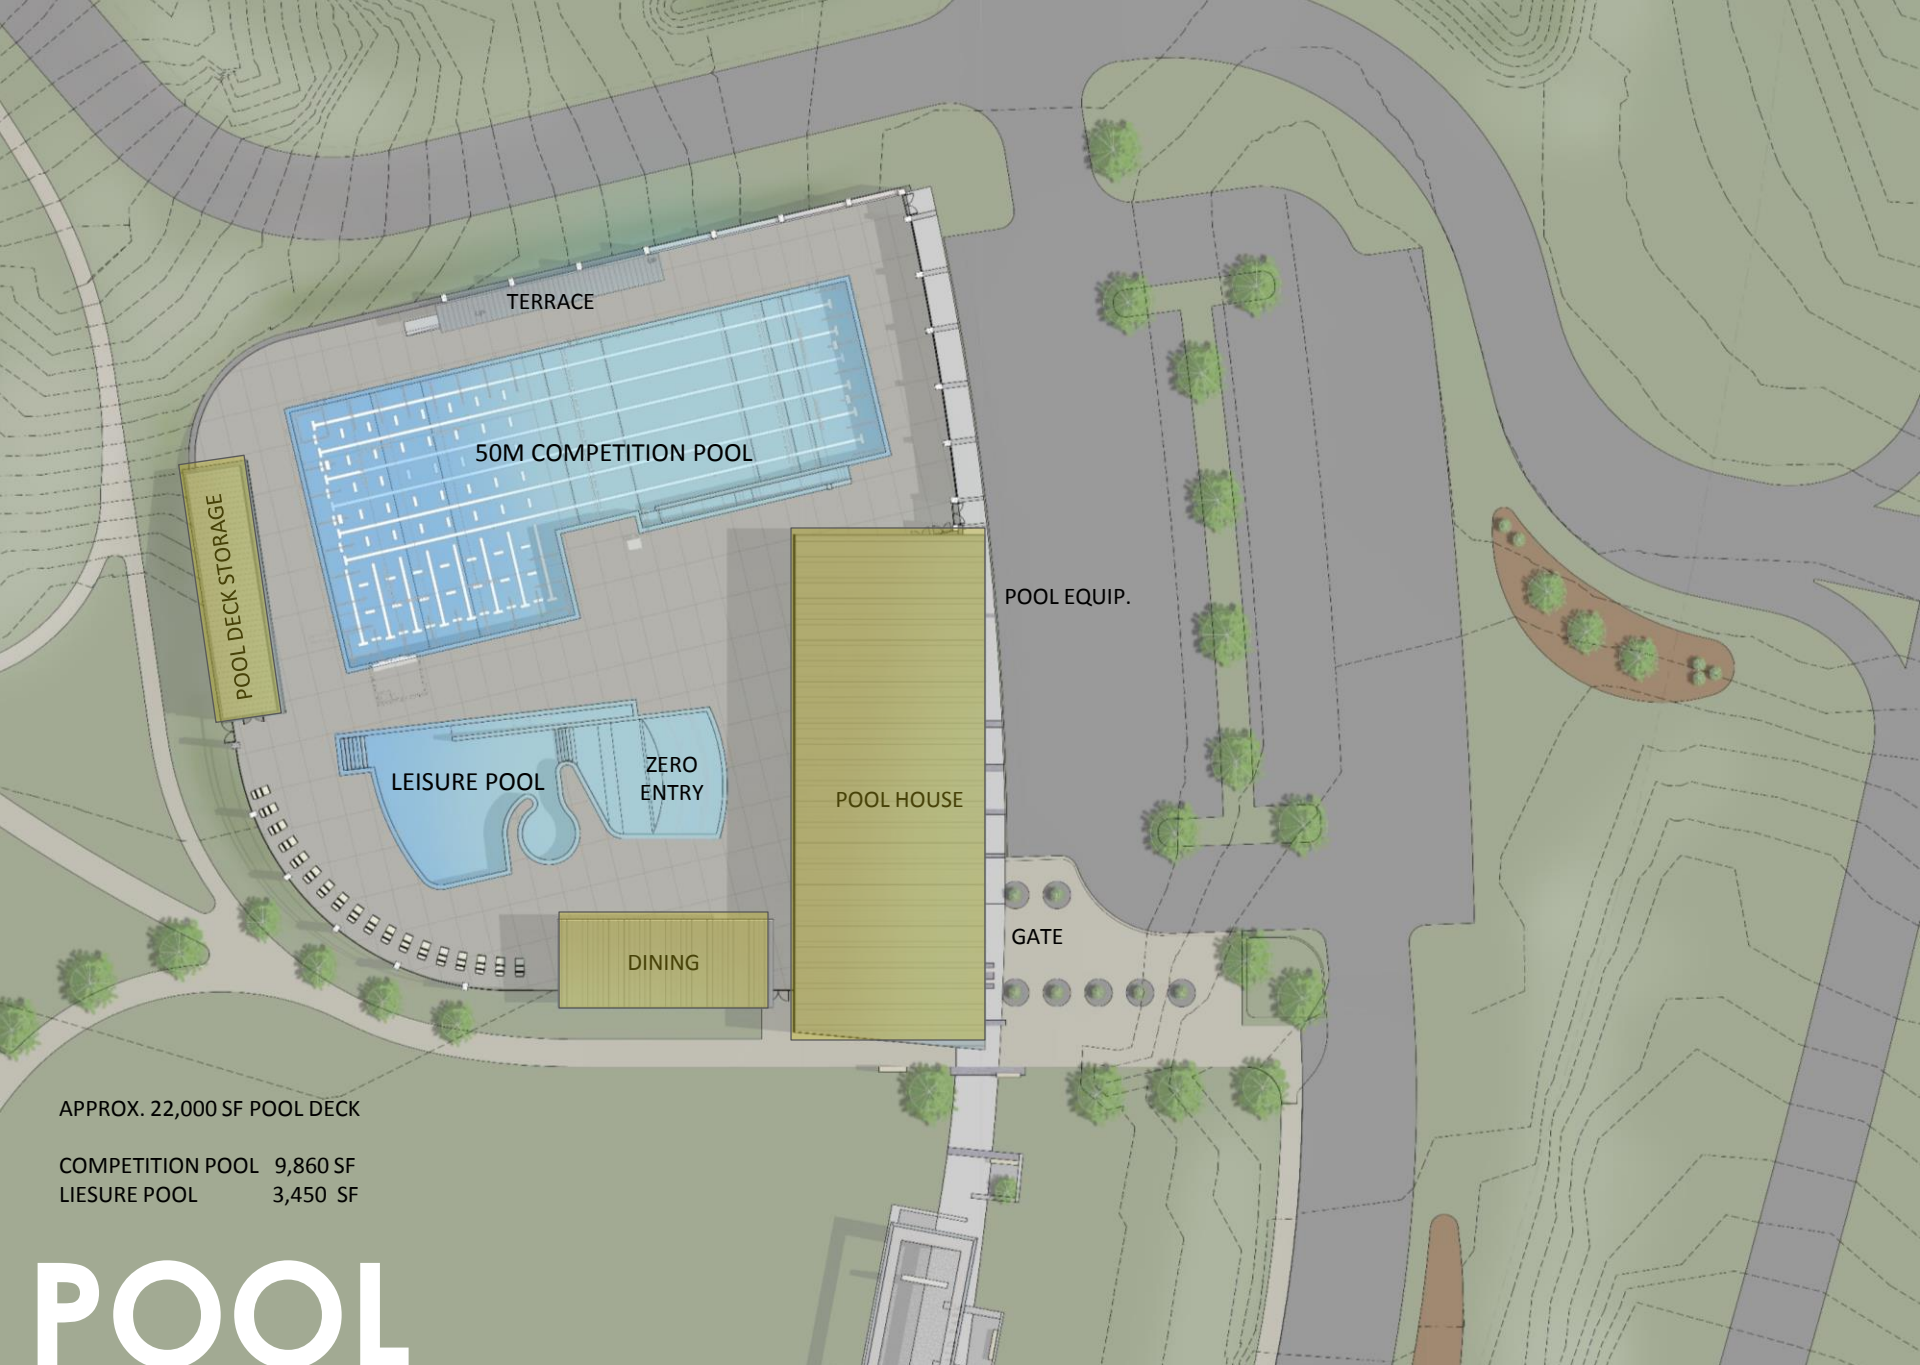 TERRACE
50M COMPETITION POOL
POOL DECK STORAGE
POOL EQUIP.
ZERO
ENTRY
LEISURE POOL
POOL HOUSE
GATE
DINING
APPROX. 22,000 SF POOL DECK
COMPETITION POOL 9,860 SF
LIESURE POOL 3,450 SF
POOL